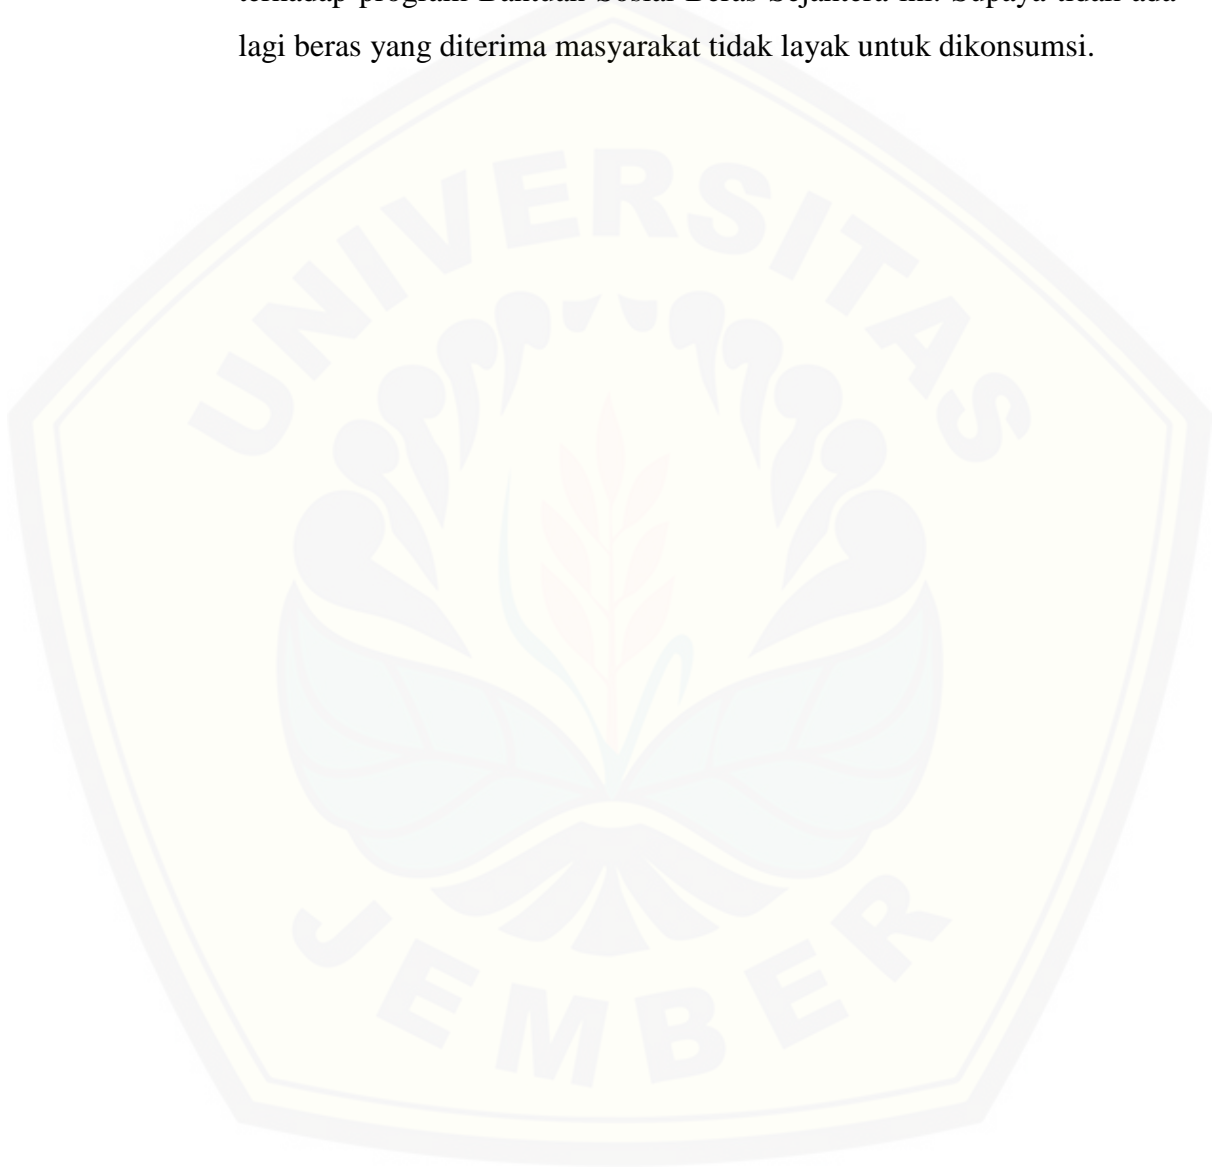 terhadap program Bantuan Sosial Beras Sejahtera ini. Supaya tidak ada
lagi beras yang diterima masyarakat tidak layak untuk dikonsumsi.
UNIVERSITAS
JEMBER